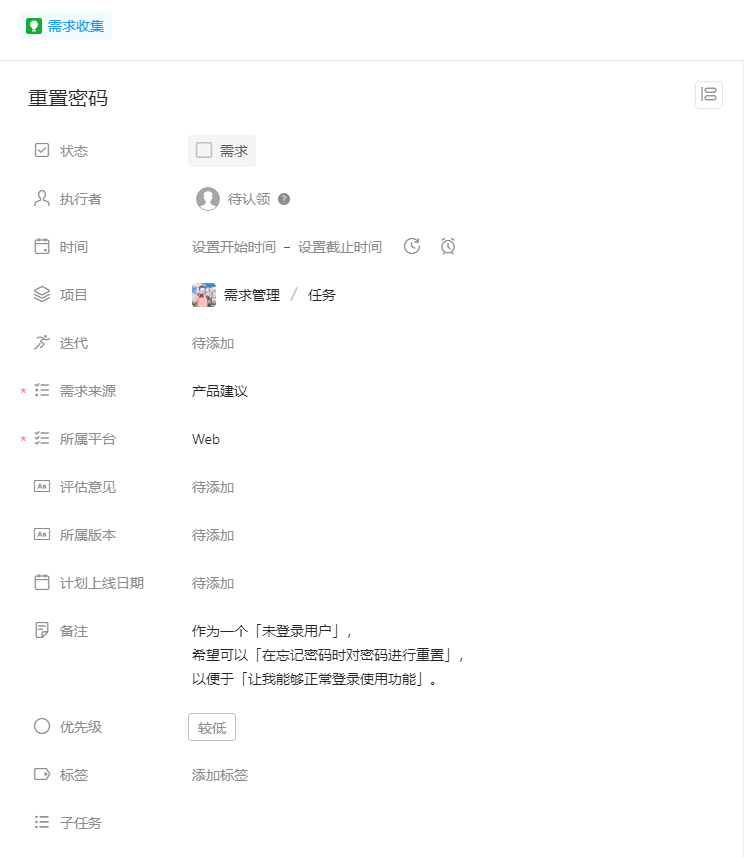 需求收集
重置密码
状态 需求
执行者 待认领 ?
时间 设置开始时间 – 设置截止时间
项目 需求管理 / 任务
迭代 待添加
* 需求来源 产品建议
* 所属平台 Web
评估意见 待添加
所属版本 待添加
计划上线日期 待添加
备注 作为一个「未登录用户」,
希望可以「在忘记密码时对密码进行重置」,
以便于「让我能够正常登录使用功能」。
优先级 较低
标签 添加标签
子任务